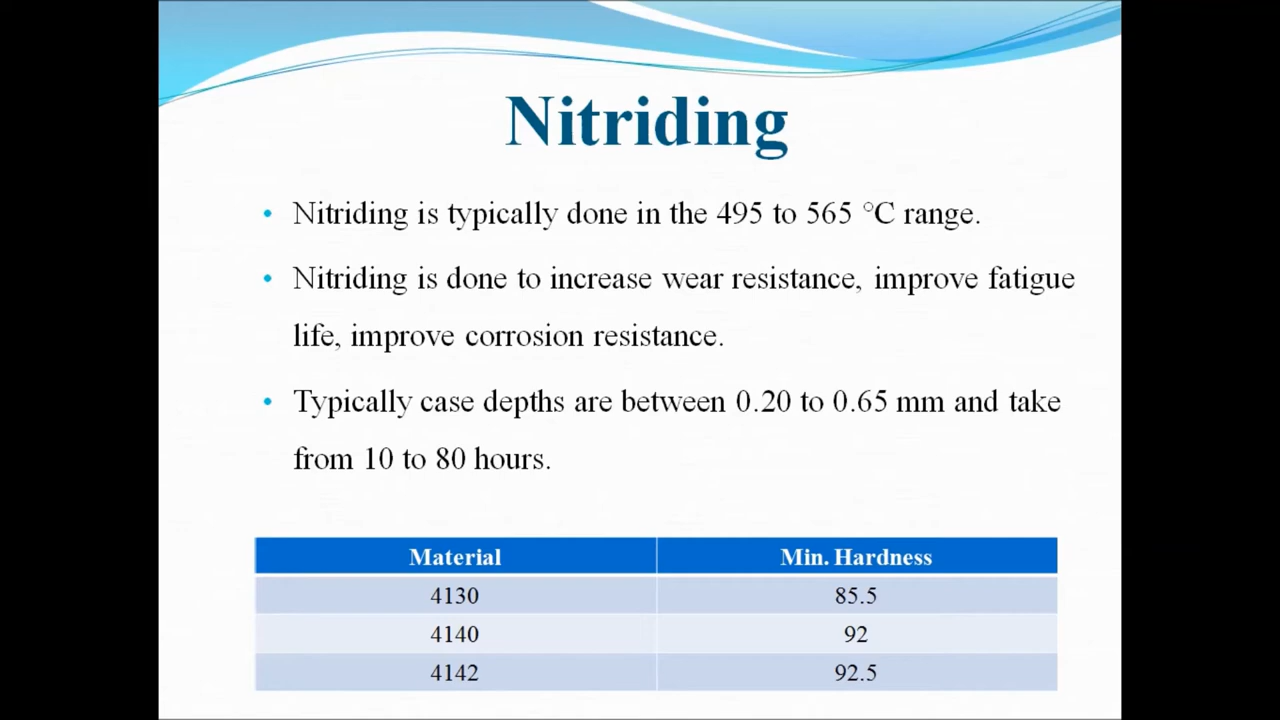 Nitriding
• Nitriding is typically done in the 495 to 565 °C range.
• Nitriding is done to increase wear resistance, improve fatigue
life, improve corrosion resistance.
• Typically case depths are between 0.20 to 0.65 mm and take
from 10 to 80 hours.
Material Min. Hardness
4130 85.5
4140 92
4142 92.5